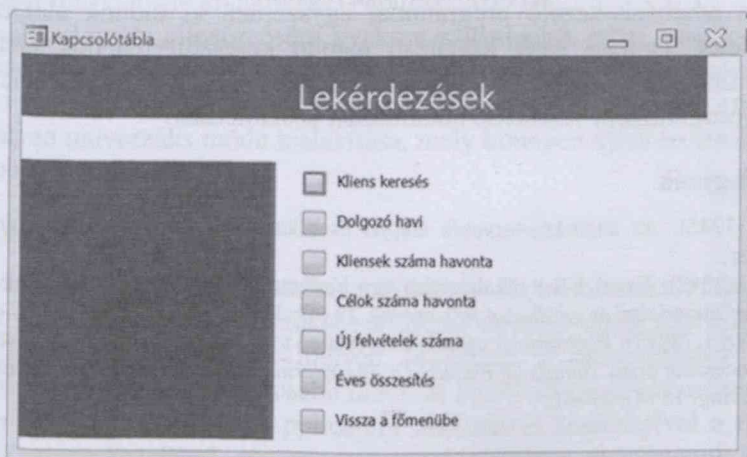 Kapcsolótábla
Lekérdezések
Kliens keresés
Dolgozó havi
Kliensek száma havonta
Célok száma havonta
Új felvételek száma
Éves összesítés
Vissza a főmenübe